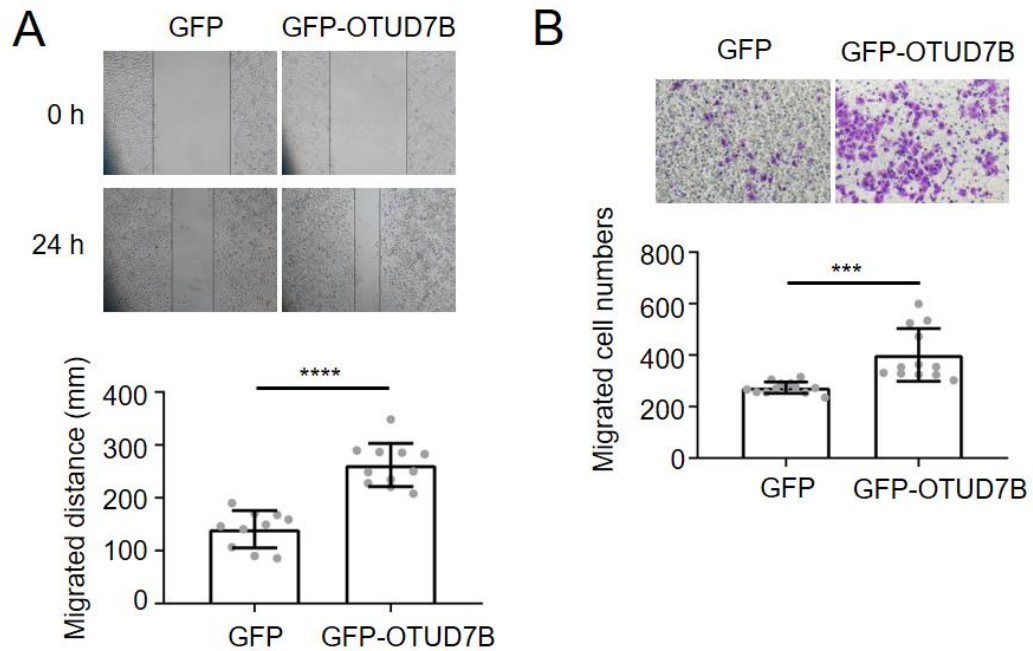 A
GFP GFP-OTUD7B
0 h
24 h
Migrated distance (mm)
400
300
200
100
0
****
GFP GFP-OTUD7B
B
GFP GFP-OTUD7B
Migrated cell numbers
800
600
400
200
0
***
GFP GFP-OTUD7B